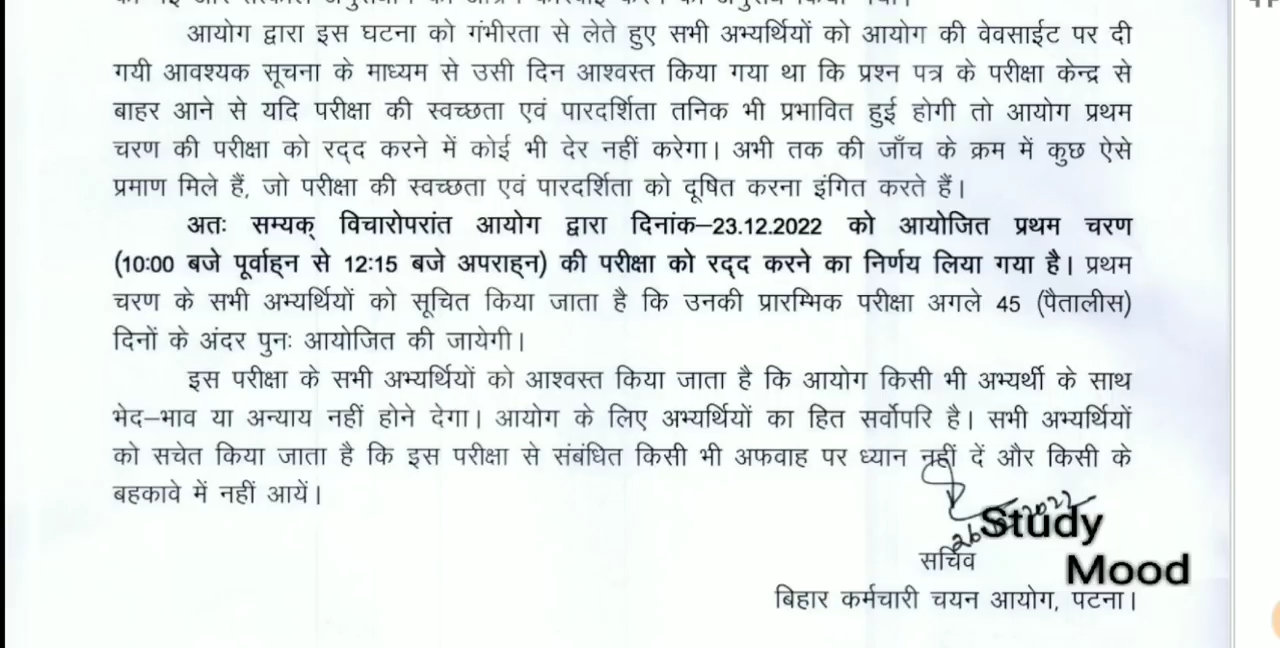 आयोग द्वारा इस घटना को गंभीरता से लेते हुए सभी अभ्यर्थियों को आयोग की वेवसाईट पर दी
गयी आवश्यक सूचना के माध्यम से उसी दिन आश्वस्त किया गया था कि प्रश्न पत्र के परीक्षा केन्द्र से
बाहर आने से यदि परीक्षा की स्वच्छता एवं पारदर्शिता तनिक भी प्रभावित हुई होगी तो आयोग प्रथम
चरण की परीक्षा को रद्द करने में कोई भी देर नहीं करेगा। अभी तक की जाँच के क्रम में कुछ ऐसे
प्रमाण मिले हैं, जो परीक्षा की स्वच्छता एवं पारदर्शिता को दूषित करना इंगित करते हैं।
अतः सम्यक् विचारोपरांत आयोग द्वारा दिनांक–23.12.2022 को आयोजित प्रथम चरण
(10:00 बजे पूर्वाह्न से 12:15 बजे अपराह्न) की परीक्षा को रद्द करने का निर्णय लिया गया है। प्रथम
चरण के सभी अभ्यर्थियों को सूचित किया जाता है कि उनकी प्रारम्भिक परीक्षा अगले 45 (पैतालीस)
दिनों के अंदर पुनः आयोजित की जायेगी।
इस परीक्षा के सभी अभ्यर्थियों को आश्वस्त किया जाता है कि आयोग किसी भी अभ्यर्थी के साथ
भेद–भाव या अन्याय नहीं होने देगा। आयोग के लिए अभ्यर्थियों का हित सर्वोपरि है। सभी अभ्यर्थियों
को सचेत किया जाता है कि इस परीक्षा से संबंधित किसी भी अफवाह पर ध्यान नहीं दें और किसी के
बहकावे में नहीं आयें।
Study
Mood
सचिव
बिहार कर्मचारी चयन आयोग, पटना।